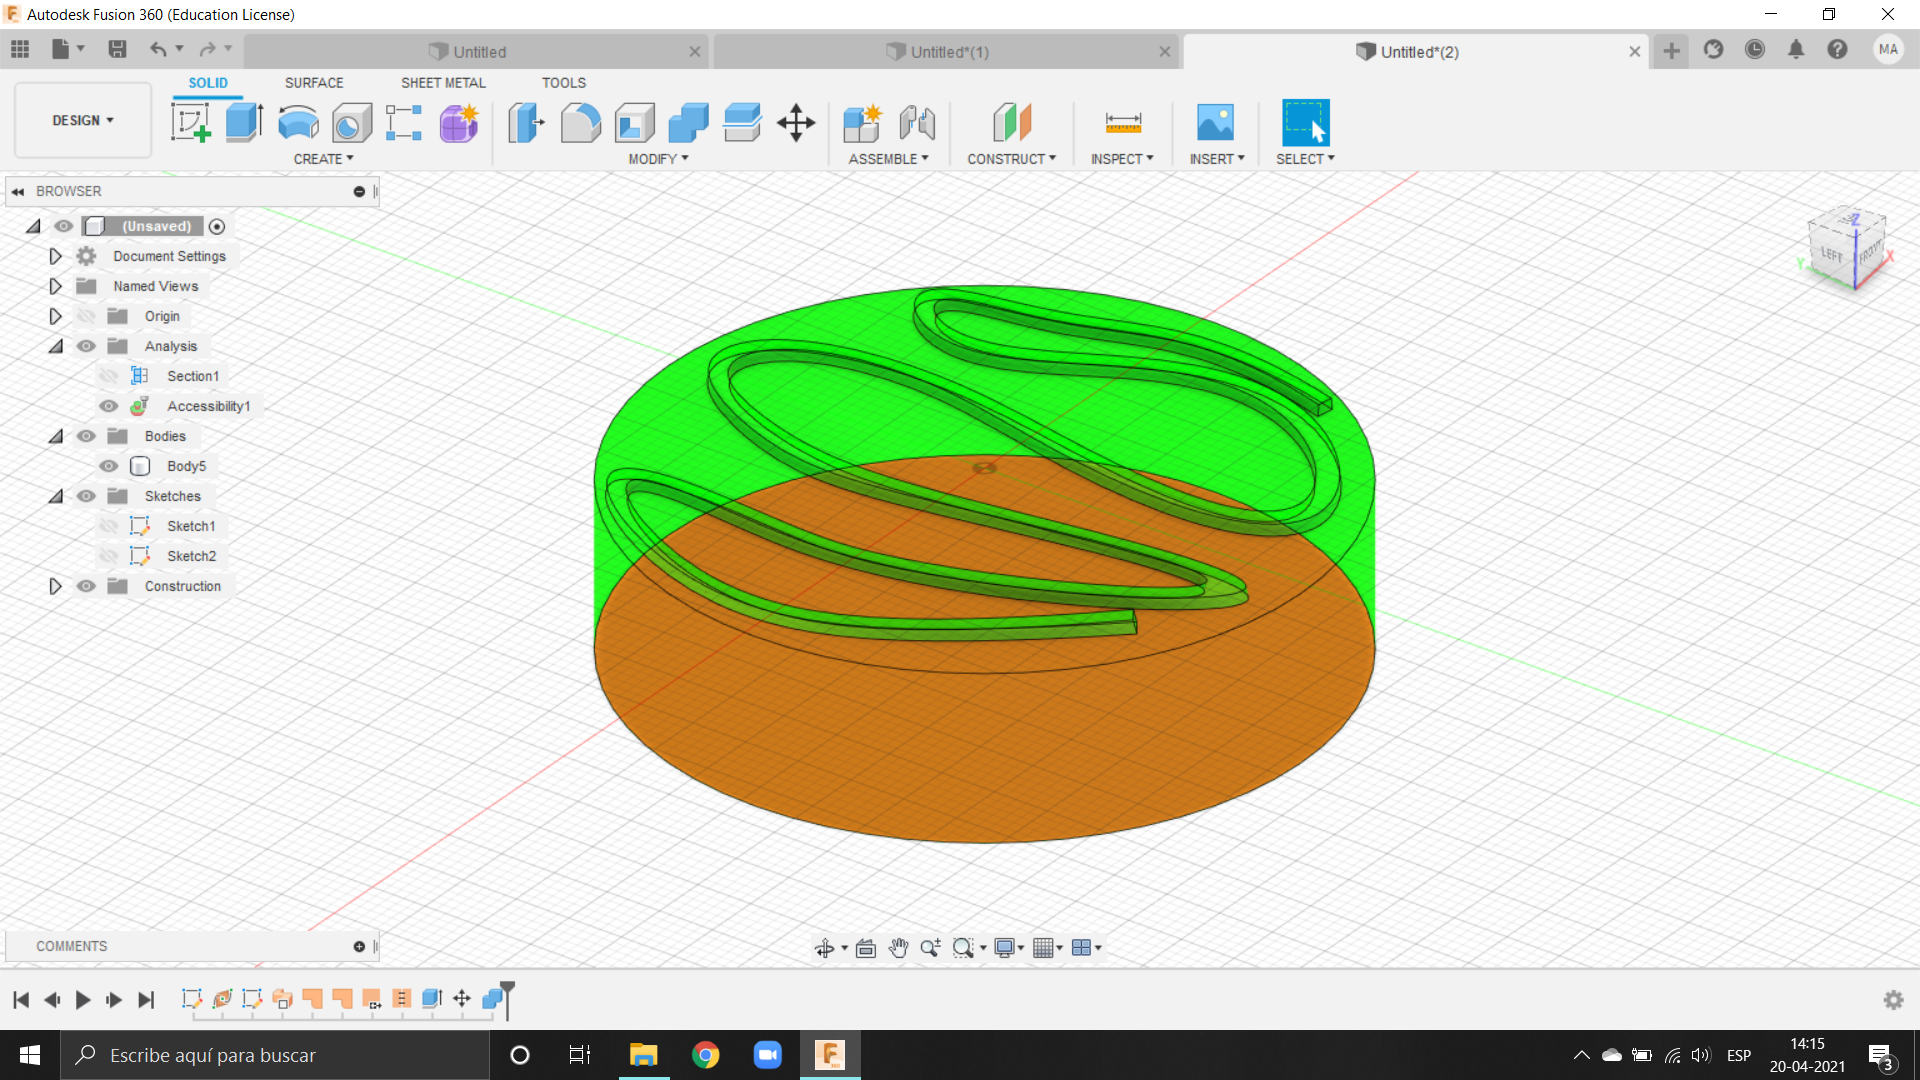 Autodesk Fusion 360 (Education License)
Untitled
Untitled*(1)
Untitled*(2)
MA
DESIGN
SOLID
SURFACE
SHEET METAL
TOOLS
CREATE
MODIFY
ASSEMBLE
CONSTRUCT
INSPECT
INSERT
SELECT
BROWSER
(Unsaved)
Document Settings
Named Views
Origin
Analysis
Section1
Accessibility1
Bodies
Body5
Sketches
Sketch1
Sketch2
Construction
Z
LEFT
FRONT
X
Y
COMMENTS
Escribe aquí para buscar
F
360
ESP
14:15
20-04-2021
3